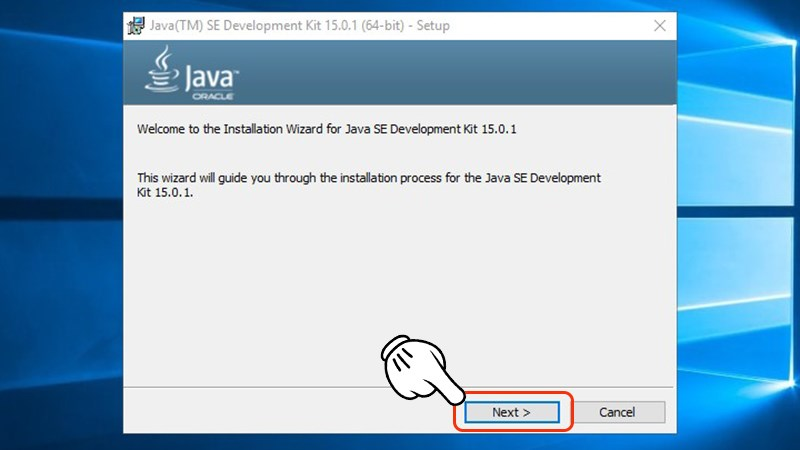 Java(TM) SE Development Kit 15.0.1 (64-bit) - Setup
Java™
ORACLE
Welcome to the Installation Wizard for Java SE Development Kit 15.0.1
This wizard will guide you through the installation process for the Java SE Development
Kit 15.0.1.
Next >
Cancel